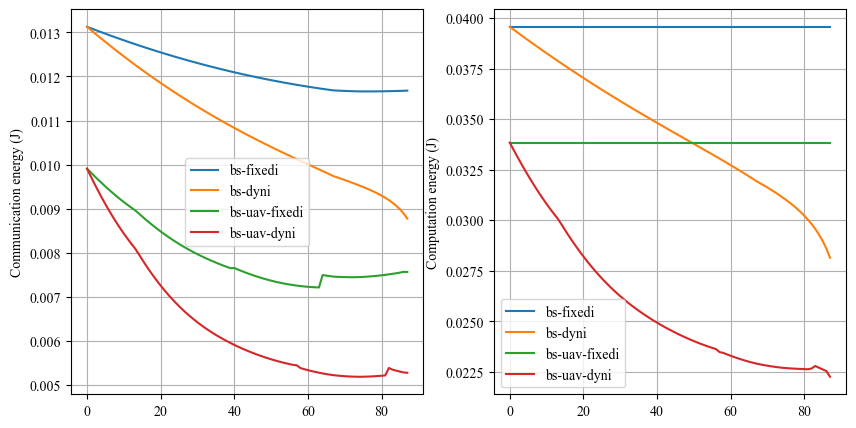 Communication energy (J)
0.013
0.012
0.011
0.010
0.009
0.008
0.007
0.006
0.005
0
20
40
60
80
bs-fixedi
bs-dyni
bs-uav-fixedi
bs-uav-dyni
Computation energy (J)
0.0400
0.0375
0.0350
0.0325
0.0300
0.0275
0.0250
0.0225
0
20
40
60
80
bs-fixedi
bs-dyni
bs-uav-fixedi
bs-uav-dyni